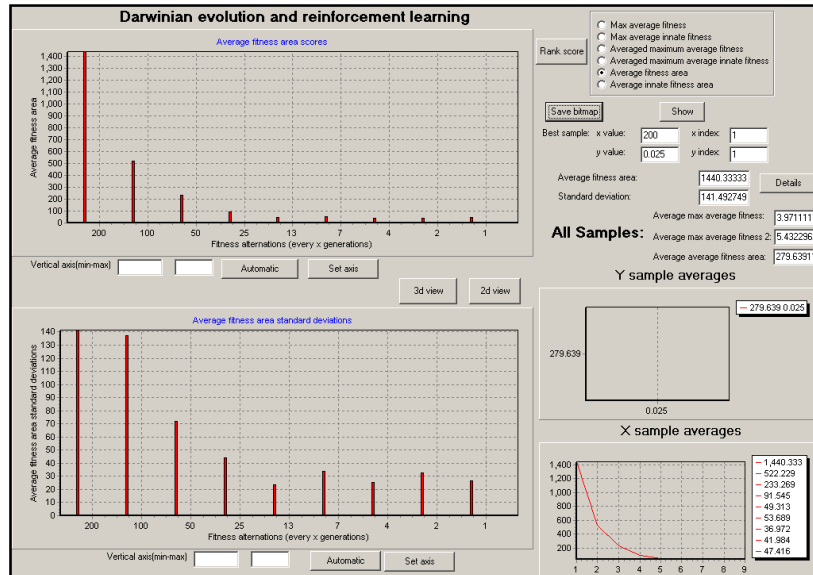 Darwinian evolution and reinforcement learning
Average fitness area scores
Average fitness area
1,400
1,300
1,200
1,100
1,000
900
800
700
600
500
400
300
200
100
0
200 100 50 25 13 7 4 2 1
Fitness alternations (every x generations)
Vertical axis(min-max)
Automatic
Set axis
3d view
2d view
Average fitness area standard deviations
Average fitness area standard deviations
140
130
120
110
100
90
80
70
60
50
40
30
20
10
0
200 100 50 25 13 7 4 2 1
Fitness alternations (every x generations)
Vertical axis(min-max)
Automatic
Set axis
Rank score
Max average fitness
Max average innate fitness
Averaged maximum average fitness
Averaged maximum average innate fitness
Average fitness area
Average innate fitness area
Save bitmap
Show
Best sample: x value: 200 x index: 1
y value: 0.025 y index: 1
Average fitness area: 1440.33333
Standard deviation: 141.492749
Details
All Samples:
Average max average fitness: 3.971111
Average max average fitness 2: 5.432296
Average average fitness area: 279.63911
Y sample averages
279.639
0.025
279.639 0.025
X sample averages
1,400
1,200
1,000
800
600
400
200
1 2 3 4 5 6 7 8 9
1,440.333
522.229
233.269
91.545
49.313
53.689
36.972
41.984
47.416